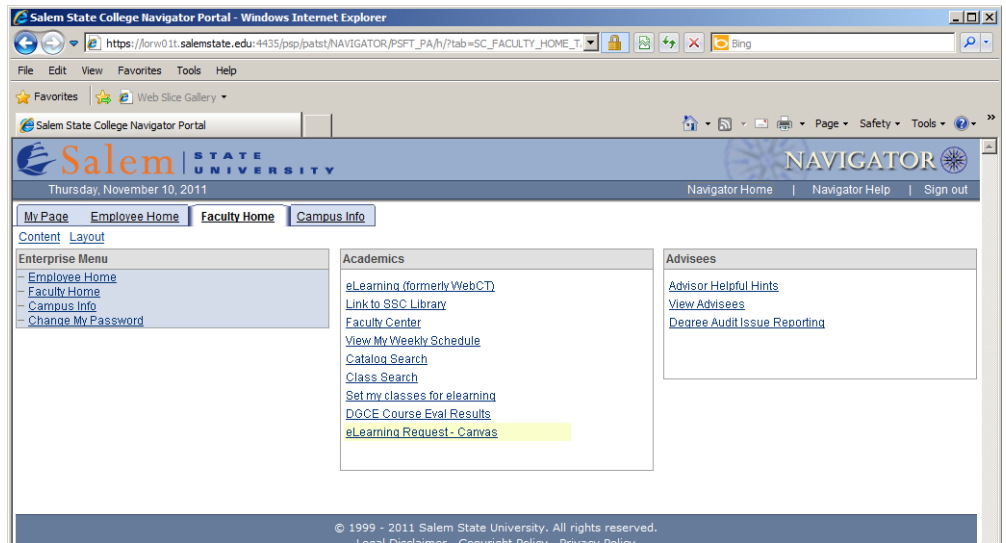 Salem State College Navigator Portal - Windows Internet Explorer
https://lorw01t.salemstate.edu:4435/psp/patst/NAVIGATOR/PSFT_PA/h/?tab=SC_FACULTY_HOME_T. Bing
File Edit View Favorites Tools Help
Favorites Web Slice Gallery
Salem State College Navigator Portal Page Safety Tools »
Salem STATE UNIVERSITY NAVIGATOR
Thursday, November 10, 2011 Navigator Home | Navigator Help | Sign out
My Page Employee Home Faculty Home Campus Info
Content Layout
Enterprise Menu
Employee Home
Faculty Home
Campus Info
Change My Password
Academics
eLearning (formerly WebCT)
Link to SSC Library
Faculty Center
View My Weekly Schedule
Catalog Search
Class Search
Set my classes for elearning
DGCE Course Eval Results
eLearning Request - Canvas
Advisees
Advisor Helpful Hints
View Advisees
Degree Audit Issue Reporting
© 1999 - 2011 Salem State University. All rights reserved.
Legal Disclaimer - Copyright Policy - Privacy Policy